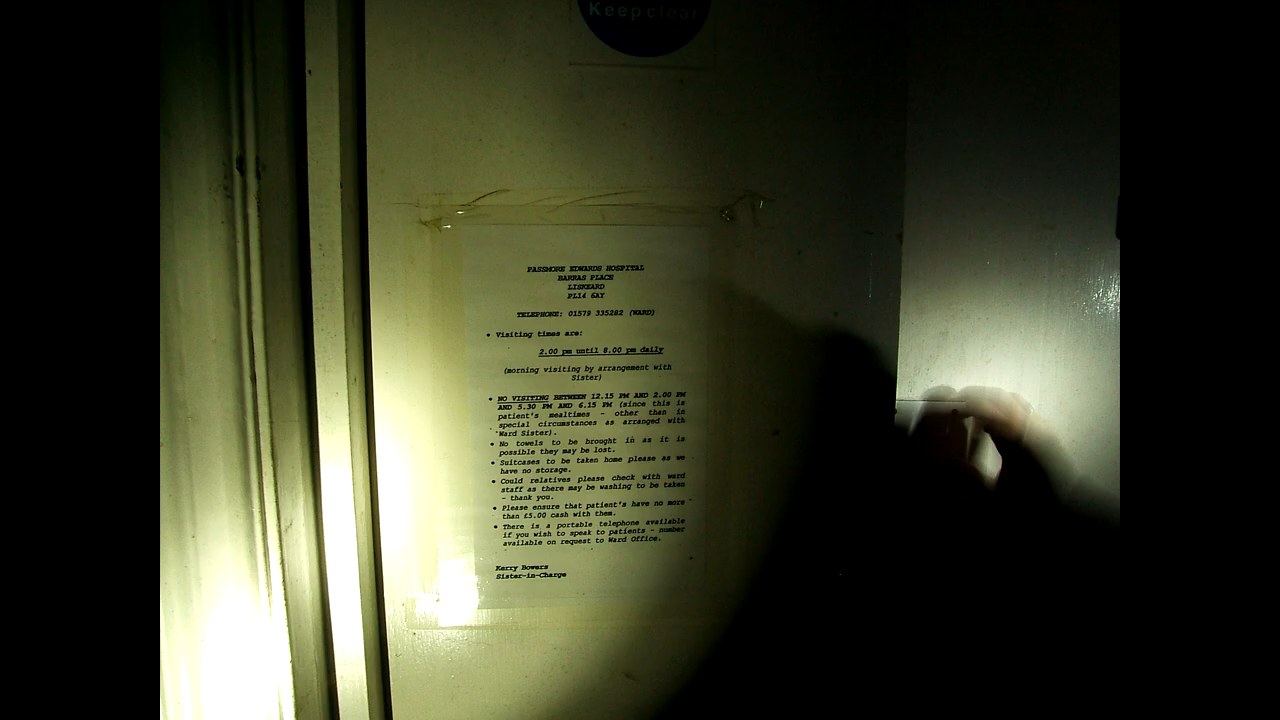 Keep clear
PASSMORE EDWARDS HOSPITAL
BARRAS PLACE
LISKEARD
PL14 6AY
TELEPHONE: 01579 335282 (WARD)
• Visiting times are:
2.00 pm until 8.00 pm daily
(morning visiting by arrangement with
Sister)
• NO VISITING BETWEEN 12.15 PM AND 2.00 PM
AND 5.30 PM AND 6.15 PM (since this is
patient's mealtimes - other than in
special circumstances as arranged with
Ward Sister).
• No towels to be brought in as it is
possible they may be lost.
• Suitcases to be taken home please as we
have no storage.
• Could relatives please check with ward
staff as there may be washing to be taken
- thank you.
• Please ensure that patient's have no more
than £5.00 cash with them.
• There is a portable telephone available
if you wish to speak to patients - number
available on request to Ward Office.
Kerry Bowers
Sister-in-Charge